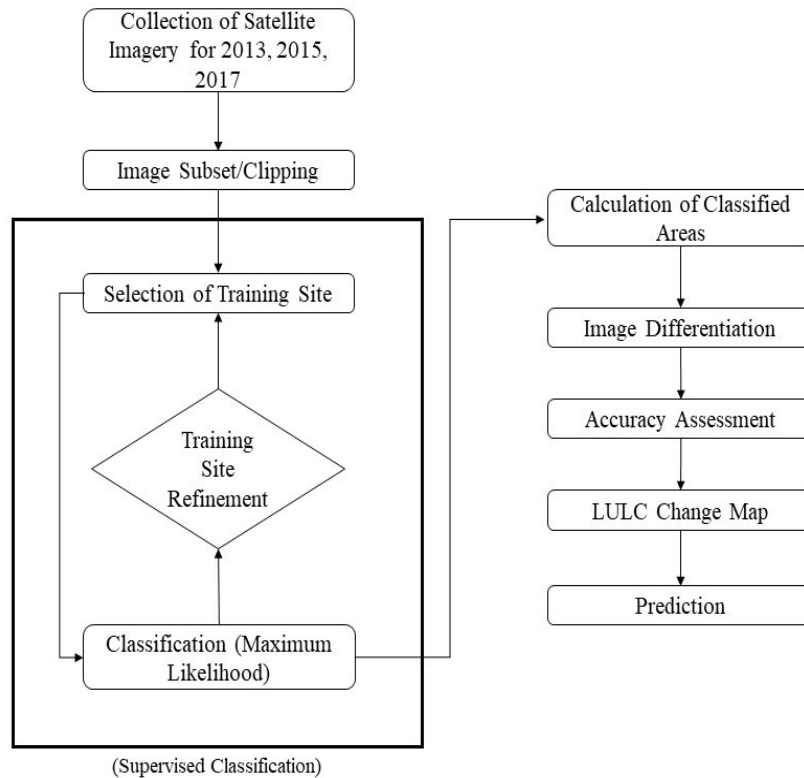 Collection of Satellite
Imagery for 2013, 2015,
2017
Image Subset/Clipping
Selection of Training Site
Training
Site
Refinement
Classification (Maximum
Likelihood)
(Supervised Classification)
Calculation of Classified
Areas
Image Differentiation
Accuracy Assessment
LULC Change Map
Prediction